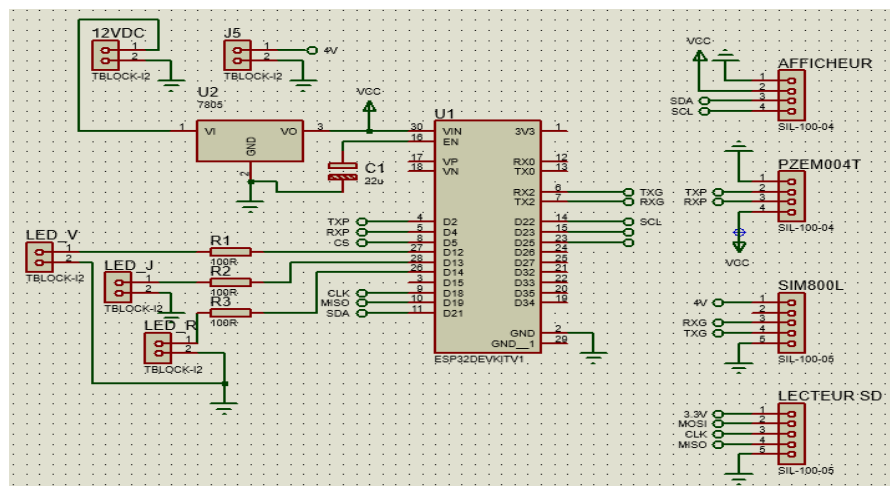 12VDC
1
2
TBLOCK-I2
J5
1
2
4V
TBLOCK-I2
U2
7805
1
VI
VO
3
GND
2
VCC
C1
22u
U1
30
VIN
16
EN
17
VP
18
VN
TXP
4
D2
RXP
5
D4
CS
8
D5
27
D12
28
D13
26
D14
3
D15
CLK
9
D18
MISO
10
D19
SDA
11
D21
3V3
1
RX0
12
TX0
13
RX2
6
TXG
TX2
7
RXG
D22
14
SCL
D23
15
D25
23
D26
24
D27
25
D32
21
D33
22
D35
20
D34
19
GND
2
GND__1
29
ESP32DEVKITV1
LED_V
1
2
TBLOCK-I2
R1
100R
LED_J
1
2
TBLOCK-I2
R2
100R
R3
100R
LED_R
1
2
TBLOCK-I2
VCC
AFFICHEUR
1
2
SDA
3
SCL
4
SIL-100-04
PZEM004T
1
TXP
2
RXP
3
4
SIL-100-04
VCC
SIM800L
4V
1
2
RXG
3
TXG
4
5
SIL-100-05
LECTEUR SD
3.3V
1
MOSI
2
CLK
3
MISO
4
5
SIL-100-05